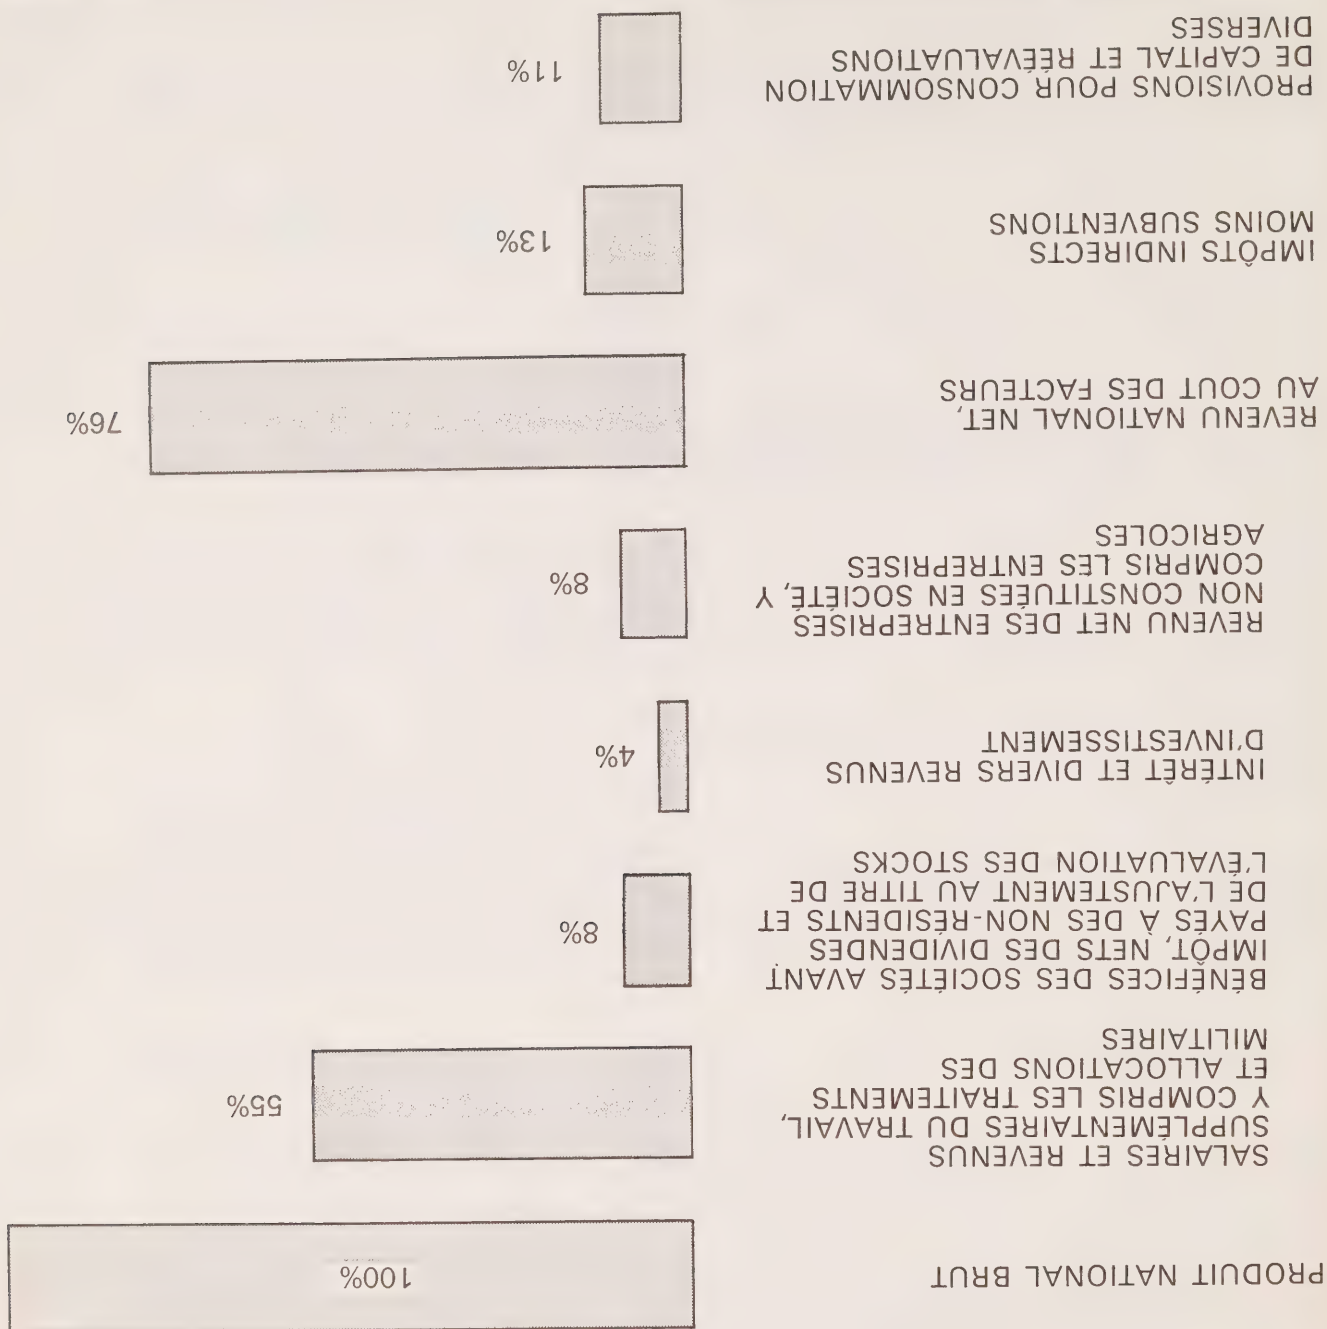 PRODUIT NATIONAL BRUT
100%
SALAIRES ET REVENUS
SUPPLÉMENTAIRES DU TRAVAIL,
Y COMPRIS LES TRAITEMENTS
ET ALLOCATIONS DES
MILITAIRES
55%
BÉNÉFICES DES SOCIÉTÉS AVANT
IMPÔT, NETS DES DIVIDENDES
PAYÉS À DES NON-RÉSIDENTS ET
DE L'AJUSTEMENT AU TITRE DE
L'ÉVALUATION DES STOCKS
8%
INTÉRÊT ET DIVERS REVENUS
D'INVESTISSEMENT
4%
REVENU NET DES ENTREPRISES
NON CONSTITUÉES EN SOCIÉTÉ, Y
COMPRIS LES ENTREPRISES
AGRICOLES
8%
REVENU NATIONAL NET,
AU COUT DES FACTEURS
76%
IMPÔTS INDIRECTS
MOINS SUBVENTIONS
13%
PROVISIONS POUR CONSOMMATION
DE CAPITAL ET RÉÉVALUATIONS
DIVERSES
11%